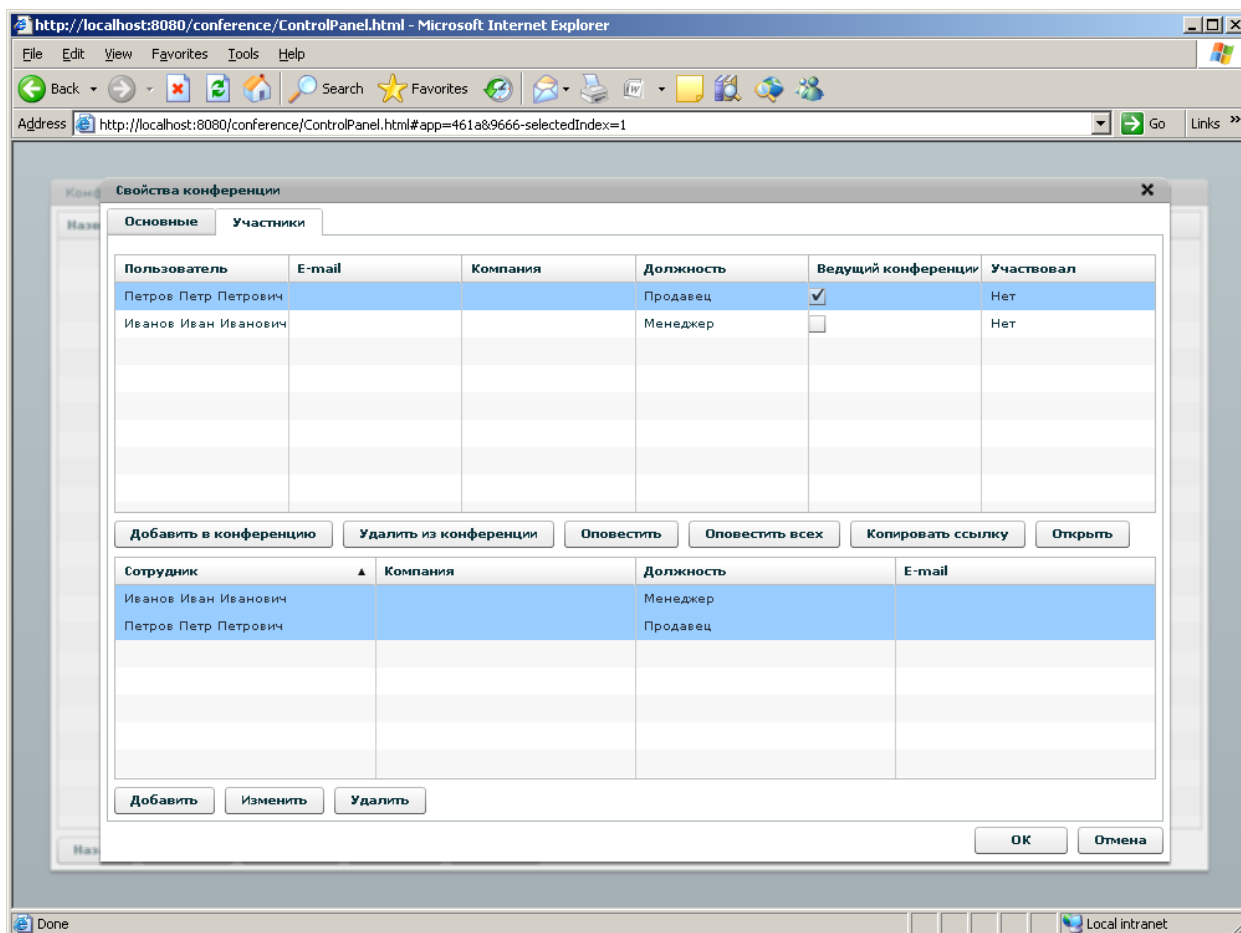 http://localhost:8080/conference/ControlPanel.html - Microsoft Internet Explorer
File Edit View Favorites Tools Help
Back Search Favorites
Address http://localhost:8080/conference/ControlPanel.html#app=461a&9666-selectedIndex=1 Go Links »
Свойства конференции
Основные Участники
Пользователь E-mail Компания Должность Ведущий конференции Участвовал
Петров Петр Петрович Продавец Нет
Иванов Иван Иванович Менеджер Нет
Добавить в конференцию Удалить из конференции Оповестить Оповестить всех Копировать ссылку Открыть
Сотрудник Компания Должность E-mail
Иванов Иван Иванович Менеджер
Петров Петр Петрович Продавец
Добавить Изменить Удалить
ОК Отмена
Done Local intranet